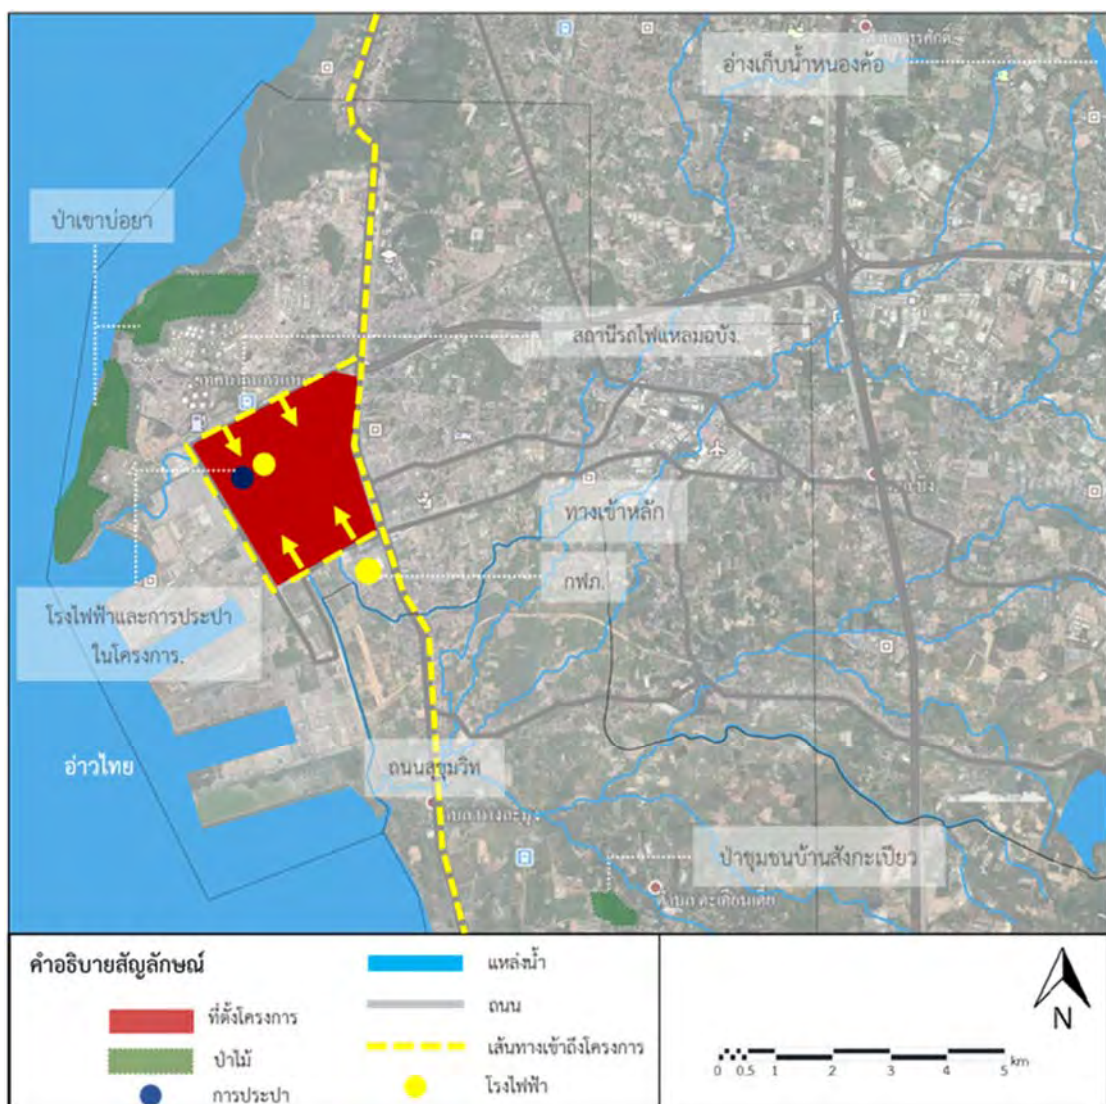 อ่างเก็บน้ำหนองค้อ
ป่าเขาบ่อยา
สถานีรถไฟแหลมฉบัง.
ทางเข้าหลัก
กฟภ.
โรงไฟฟ้าและการประปา
ในโครงการ.
อ่าวไทย
ถนนสุขุมวิท
ป่าชุมชนบ้านสังกะเปียว
คำอธิบายสัญลักษณ์
ที่ตั้งโครงการ
ป่าไม้
การประปา
แหล่งน้ำ
ถนน
เส้นทางเข้าถึงโครงการ
โรงไฟฟ้า
N
0 0.5 1 2 3 4 5 km